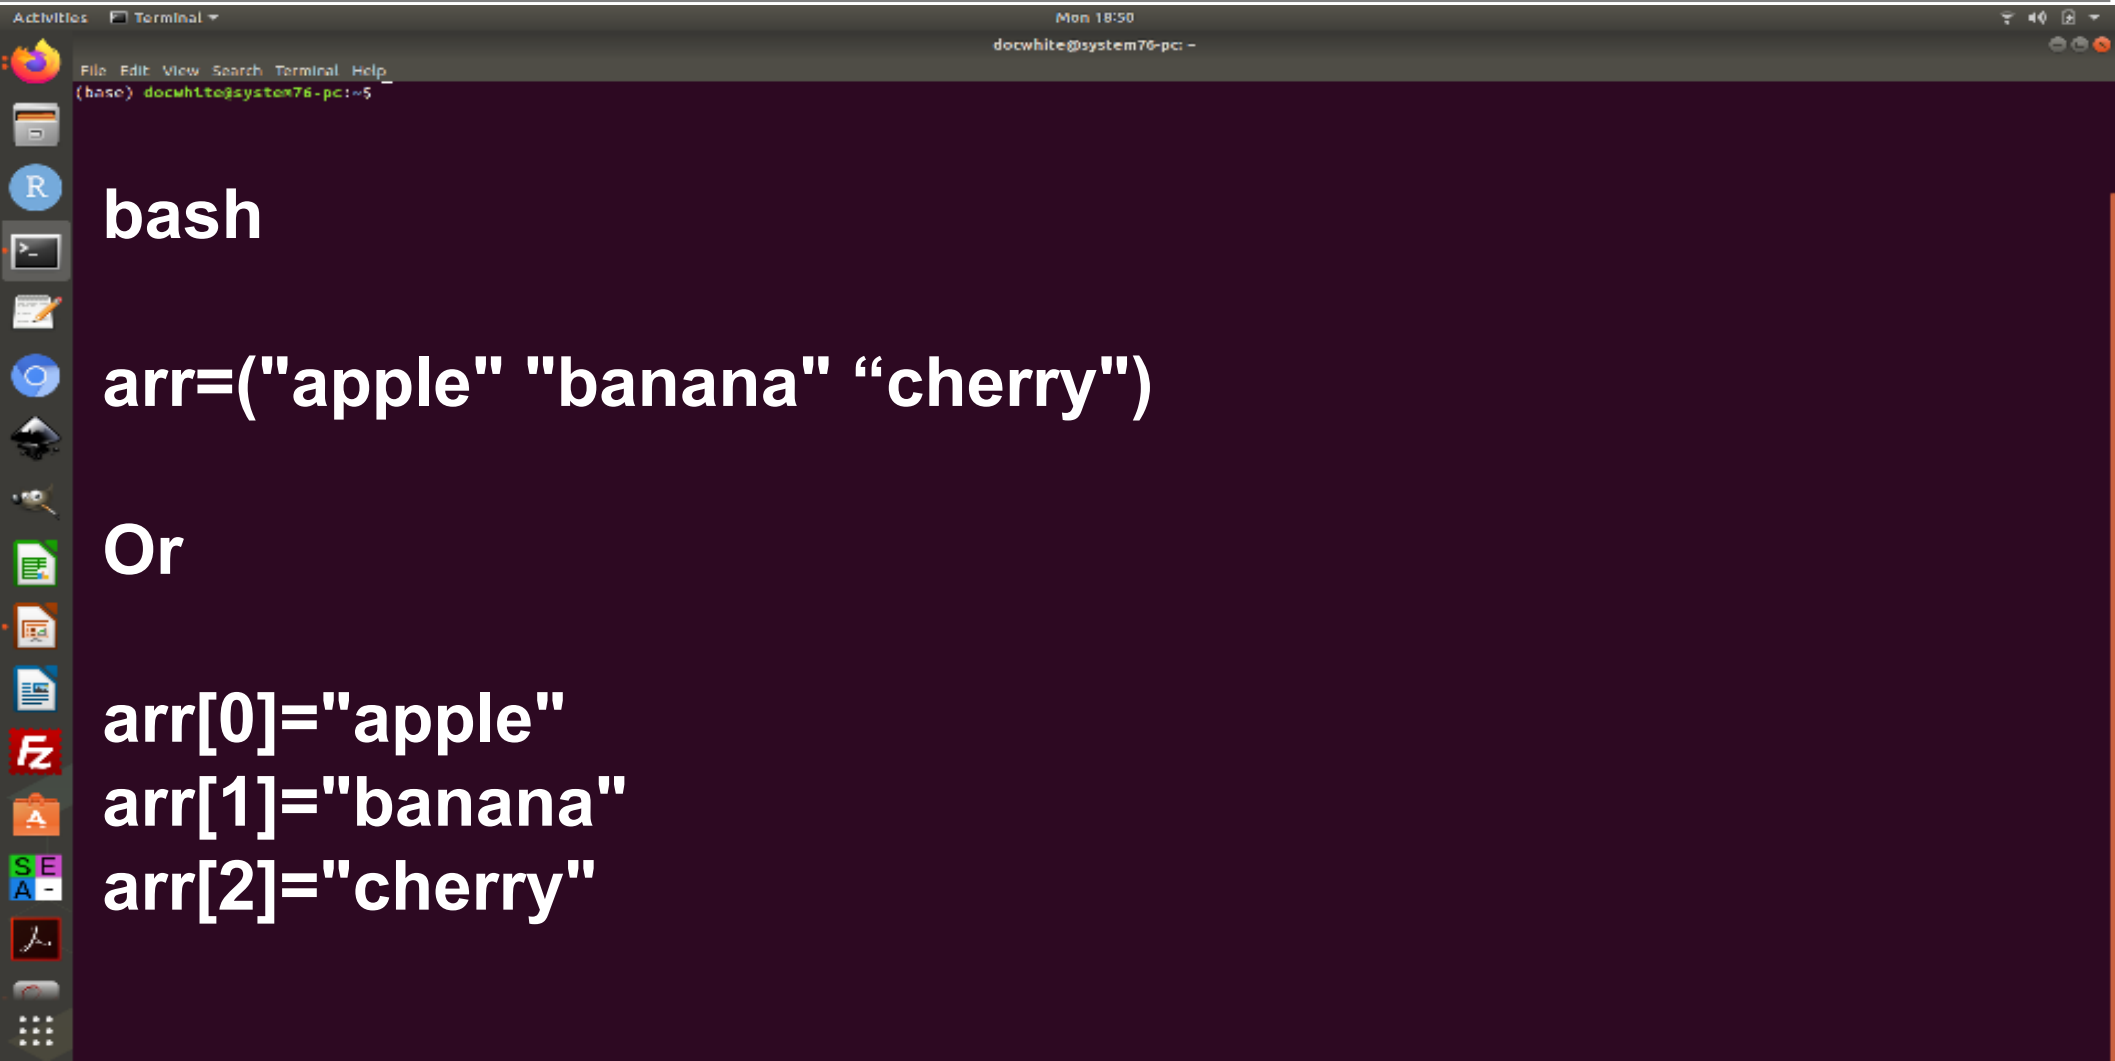 Activities Terminal Mon 18:50
docwhite@system76-pc: ~
File Edit View Search Terminal Help
(base) docwhite@system76-pc:~$
R
bash
>_
arr=("apple" "banana" “cherry")
Or
arr[0]="apple"
Fz
arr[1]="banana"
A
S E
A -
arr[2]="cherry"